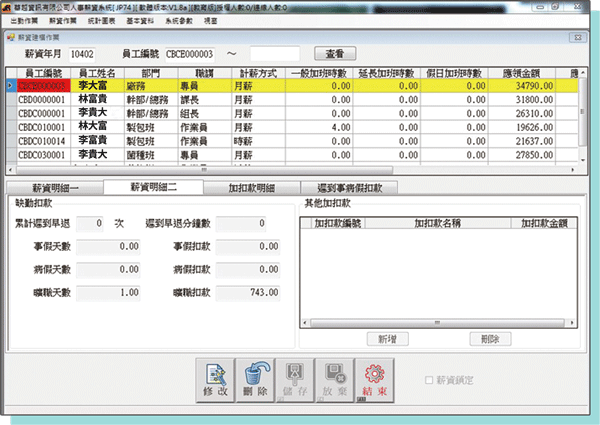 華超資訊有限公司人事薪資系統[JP74][軟體版本:V1.8a][教育版]授權人數:0/連線人數:0
出勤作業 薪資作業 統計圖表 基本資料 系統參數 視窗
薪資建檔作業
薪資年月 10402 員工編號 CBCE000003 ～ 查看
員工編號 員工姓名 部門 職謂 計薪方式 一般加班時數 延長加班時數 假日加班時數 應領金額 應
CBCE000003 李大富 廠務 專員 月薪 0.00 0.00 0.00 34790.00
CBD0000001 林富貴 幹部/總務 課長 月薪 0.00 0.00 0.00 31800.00
CBDC000001 李貴大 幹部/總務 組長 月薪 0.00 0.00 0.00 26310.00
CBDC010001 林大富 製包班 作業員 月薪 4.00 0.00 0.00 19626.00
CBDC010014 李富貴 製包班 作業員 時薪 0.00 0.00 0.00 21637.00
CBDC030001 李貴大 菌種班 專員 月薪 0.00 0.00 0.00 27850.00
薪資明細一 薪資明細二 加扣款明細 遲到事病假扣款
缺勤扣款 其他加扣款
累計遲到早退 0 次 遲到早退分鐘數 0 加扣款編號 加扣款名稱 加扣款金額
事假天數 0.00 事假扣款 0.00
病假天數 0.00 病假扣款 0.00
曠職天數 1.00 曠職扣款 743.00
新增 刪除
修改 刪除 儲存 放棄 結束 薪資鎖定